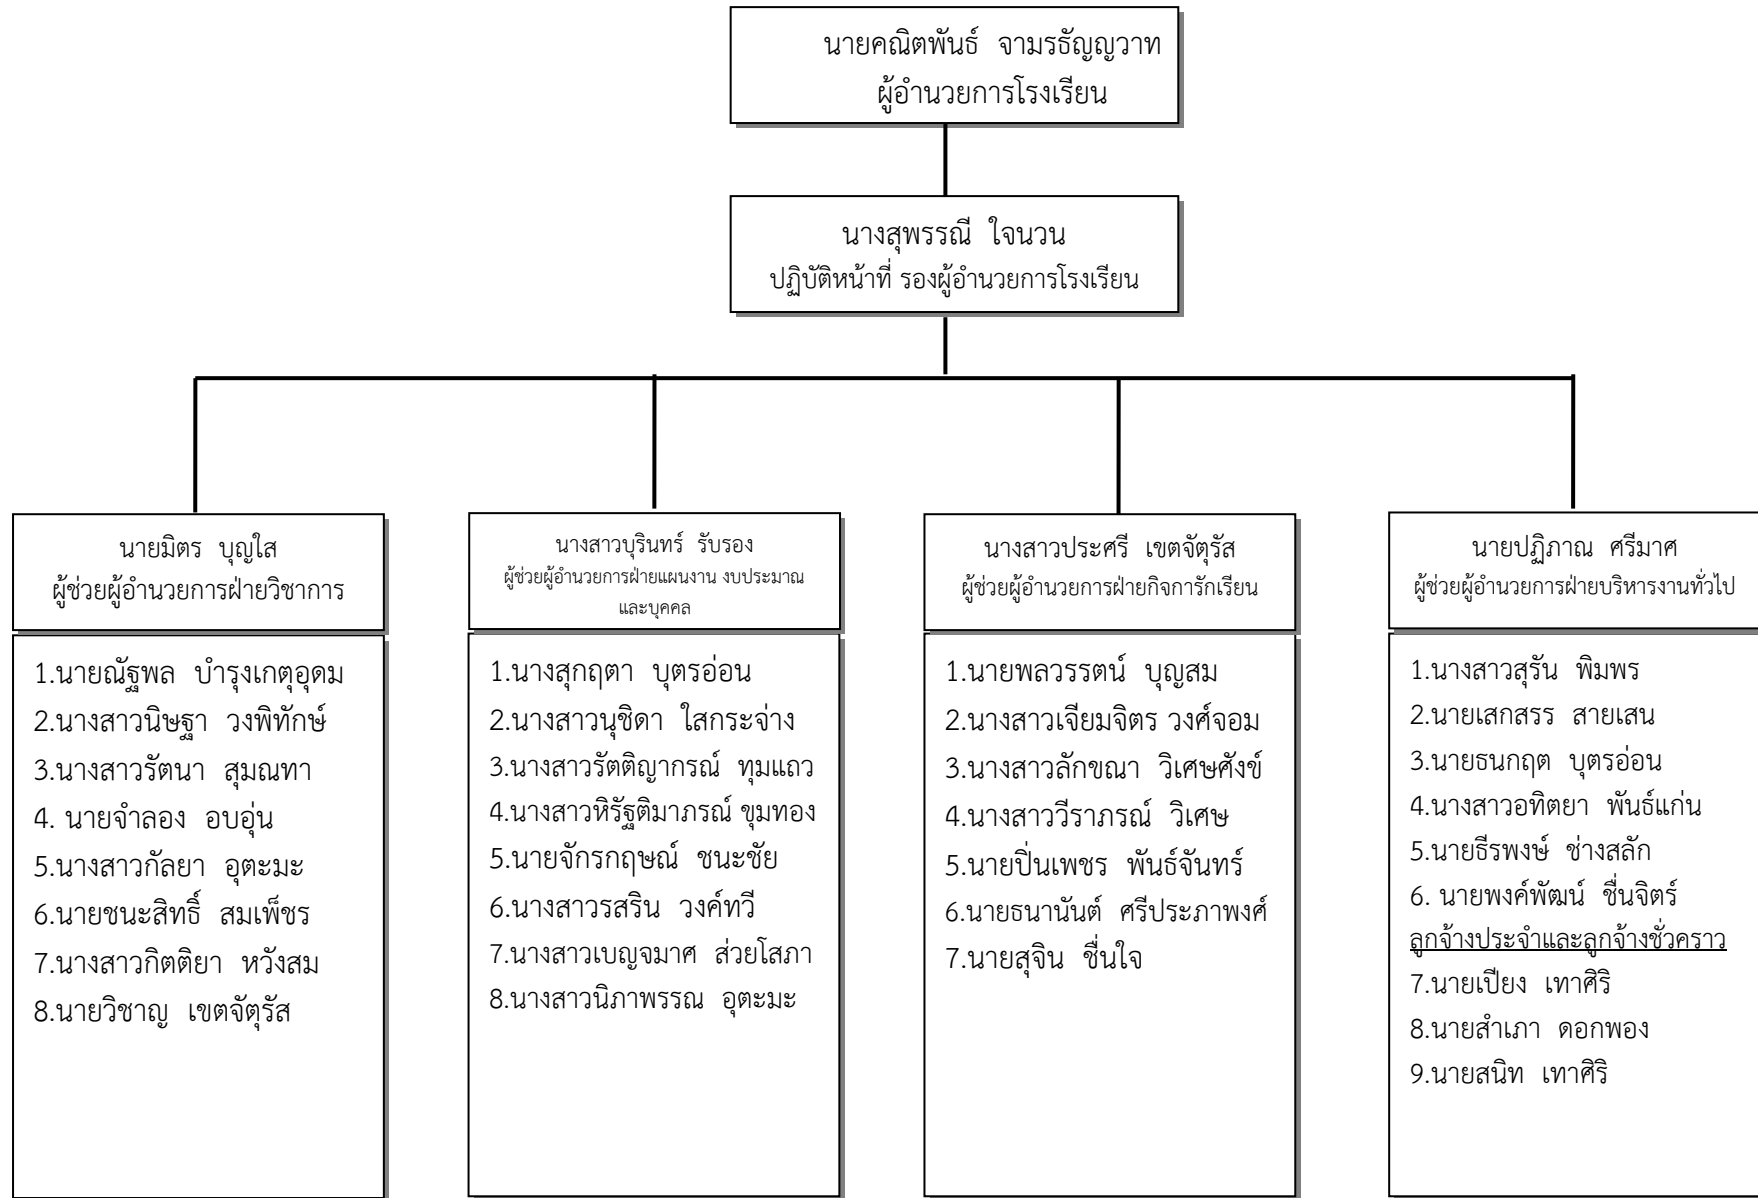 นายคณิตพันธ์  จามรธัญญวาท
ผู้อำนวยการโรงเรียน
นางสุพรรณี  ใจนวน
ปฏิบัติหน้าที่ รองผู้อำนวยการโรงเรียน
นายมิตร  บุญใส
ผู้ช่วยผู้อำนวยการฝ่ายวิชาการ
1.นายณัฐพล  บำรุงเกตุอุดม
2.นางสาวนิษฐา  วงพิทักษ์
3.นางสาวรัตนา  สุมณทา
4. นายจำลอง  อบอุ่น
5.นางสาวกัลยา  อุตะมะ
6.นายชนะสิทธิ์  สมเพ็ชร
7.นางสาวกิตติยา  หวังสม
8.นายวิชาญ  เขตจัตุรัส
นางสาวบุรินทร์  รับรอง
ผู้ช่วยผู้อำนวยการฝ่ายแผนงาน งบประมาณ
และบุคคล
1.นางสุกฤตา  บุตรอ่อน
2.นางสาวนุชิดา  ใสกระจ่าง
3.นางสาวรัตติญากรณ์  ทุมแถว
4.นางสาวหิรัฐติมาภรณ์ ขุมทอง
5.นายจักรกฤษณ์  ชนะชัย
6.นางสาวรสริน  วงค์ทวี
7.นางสาวเบญจมาศ  ส่วยโสภา
8.นางสาวนิภาพรรณ  อุตะมะ
นางสาวประศรี  เขตจัตุรัส
ผู้ช่วยผู้อำนวยการฝ่ายกิจการักเรียน
1.นายพลวรรตน์  บุญสม
2.นางสาวเจียมจิตร วงศ์จอม
3.นางสาวลักขณา  วิเศษศังข์
4.นางสาววีราภรณ์  วิเศษ
5.นายปิ่นเพชร  พันธ์จันทร์
6.นายธนานันต์  ศรีประภาพงศ์
7.นายสุจิน  ชื่นใจ
นายปฏิภาณ  ศรีมาศ
ผู้ช่วยผู้อำนวยการฝ่ายบริหารงานทั่วไป
1.นางสาวสุรัน  พิมพร
2.นายเสกสรร  สายเสน
3.นายธนกฤต  บุตรอ่อน
4.นางสาวอทิตยา  พันธ์แก่น
5.นายธีรพงษ์  ช่างสลัก
6. นายพงค์พัฒน์  ชื่นจิตร์
ลูกจ้างประจำและลูกจ้างชั่วคราว
7.นายเปียง  เทาศิริ
8.นายสำเภา  ดอกพอง
9.นายสนิท  เทาศิริ